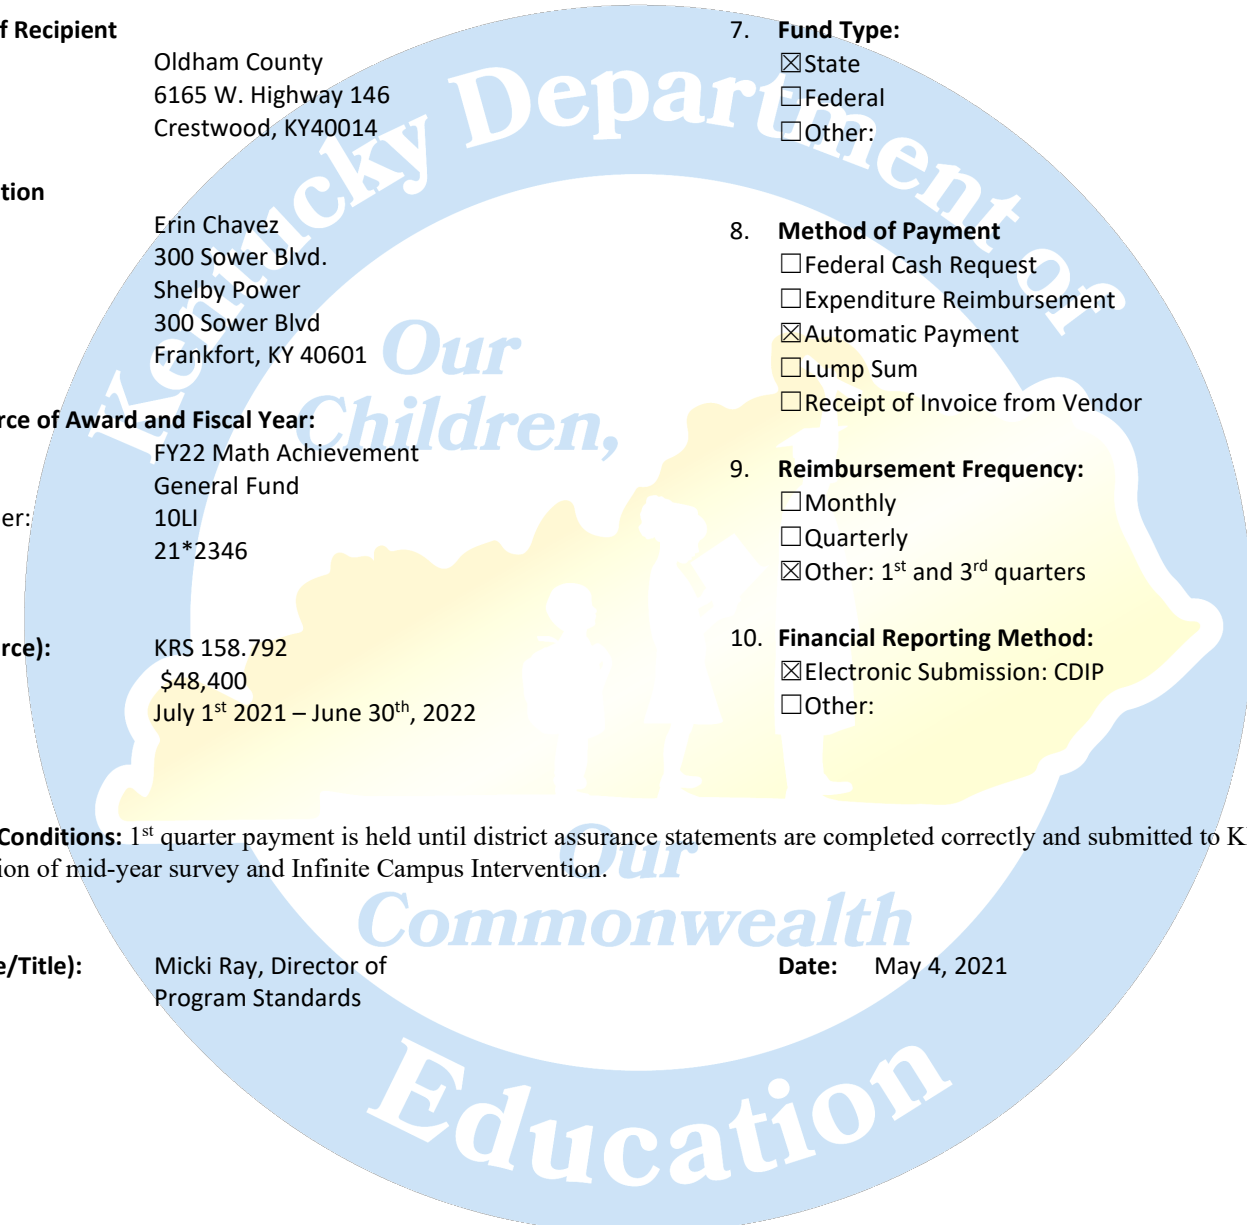 f Recipient
Oldham County
6165 W. Highway 146
Crestwood, KY40014
tion
Erin Chavez
300 Sower Blvd.
Shelby Power
300 Sower Blvd
Frankfort, KY 40601
rce of Award and Fiscal Year:
FY22 Math Achievement
General Fund
er: 10LI
21*2346
rce): KRS 158.792
$48,400
July 1st 2021 – June 30th, 2022
7. Fund Type:
☒State
☐Federal
☐Other:
8. Method of Payment
☐Federal Cash Request
☐Expenditure Reimbursement
☒Automatic Payment
☐Lump Sum
☐Receipt of Invoice from Vendor
9. Reimbursement Frequency:
☐Monthly
☐Quarterly
☒Other: 1st and 3rd quarters
10. Financial Reporting Method:
☒Electronic Submission: CDIP
☐Other:
Conditions: 1st quarter payment is held until district assurance statements are completed correctly and submitted to K
ion of mid-year survey and Infinite Campus Intervention.
e/Title): Micki Ray, Director of
Program Standards
Date: May 4, 2021
Kentucky Department of
Education
Our
Children,
Our
Commonwealth